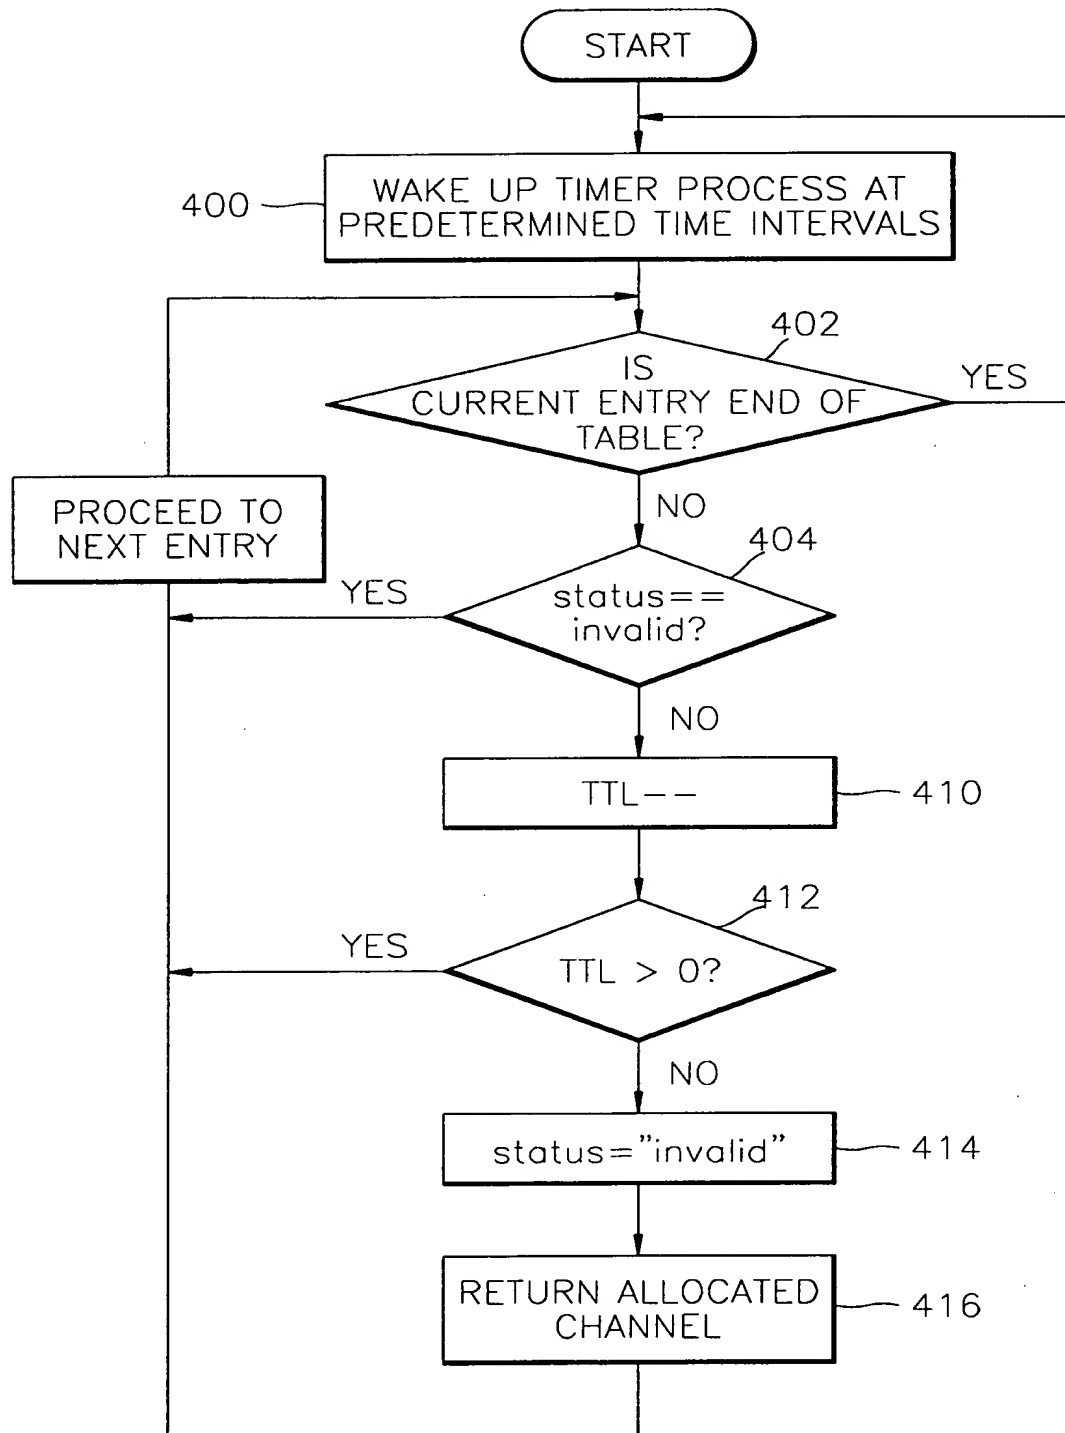 START
400
WAKE UP TIMER PROCESS AT
PREDETERMINED TIME INTERVALS
402
IS
CURRENT ENTRY END OF
TABLE?
YES
NO
PROCEED TO
NEXT ENTRY
404
status==
invalid?
YES
NO
TTL--
410
412
TTL > 0?
YES
NO
status="invalid"
414
RETURN ALLOCATED
CHANNEL
416